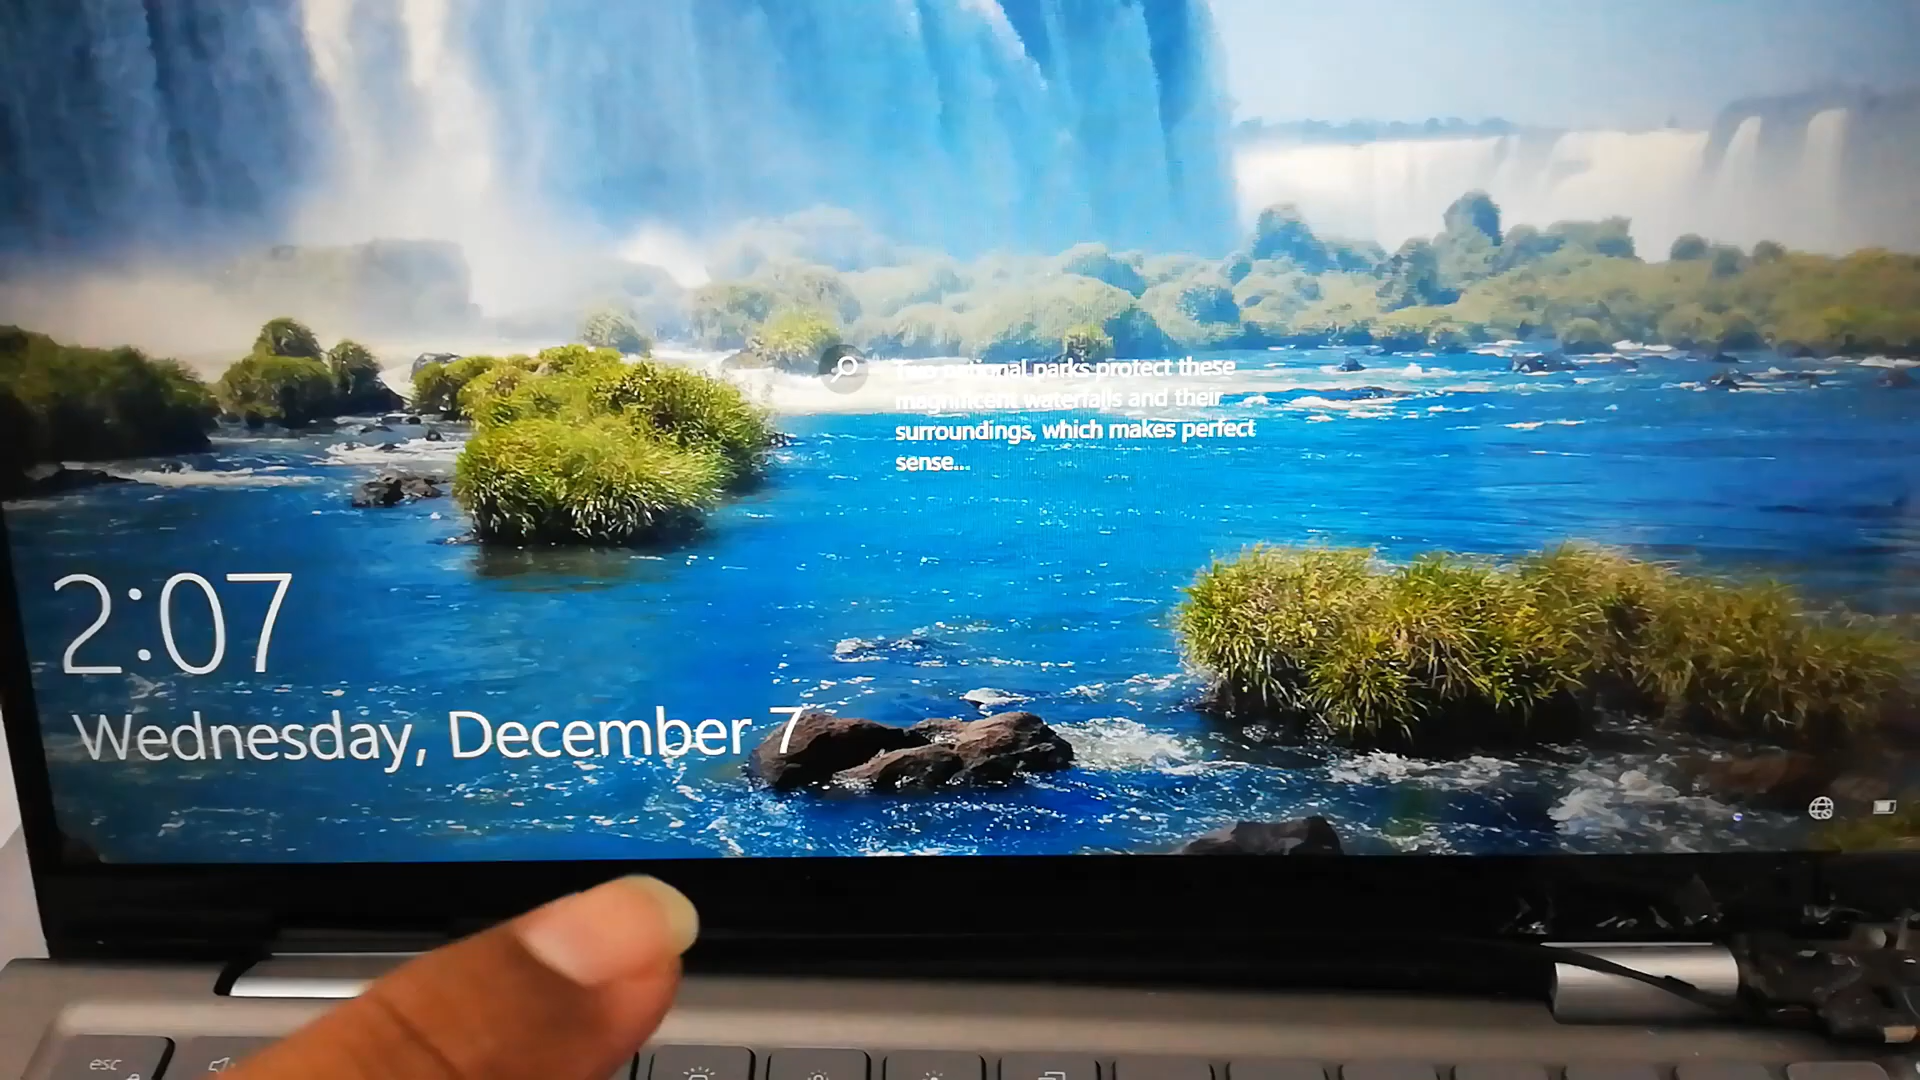 Two national parks protect these
magnificent waterfalls and their
surroundings, which makes perfect
sense...
2:07
Wednesday, December 7
esc